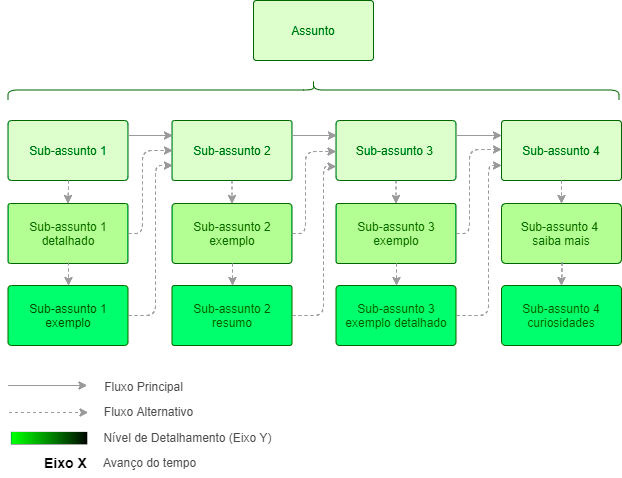 Assunto
Sub-assunto 1
Sub-assunto 2
Sub-assunto 3
Sub-assunto 4
Sub-assunto 1
detalhado
Sub-assunto 2
exemplo
Sub-assunto 3
exemplo
Sub-assunto 4
saiba mais
Sub-assunto 1
exemplo
Sub-assunto 2
resumo
Sub-assunto 3
exemplo detalhado
Sub-assunto 4
curiosidades
Fluxo Principal
Fluxo Alternativo
Nível de Detalhamento (Eixo Y)
Eixo X Avanço do tempo